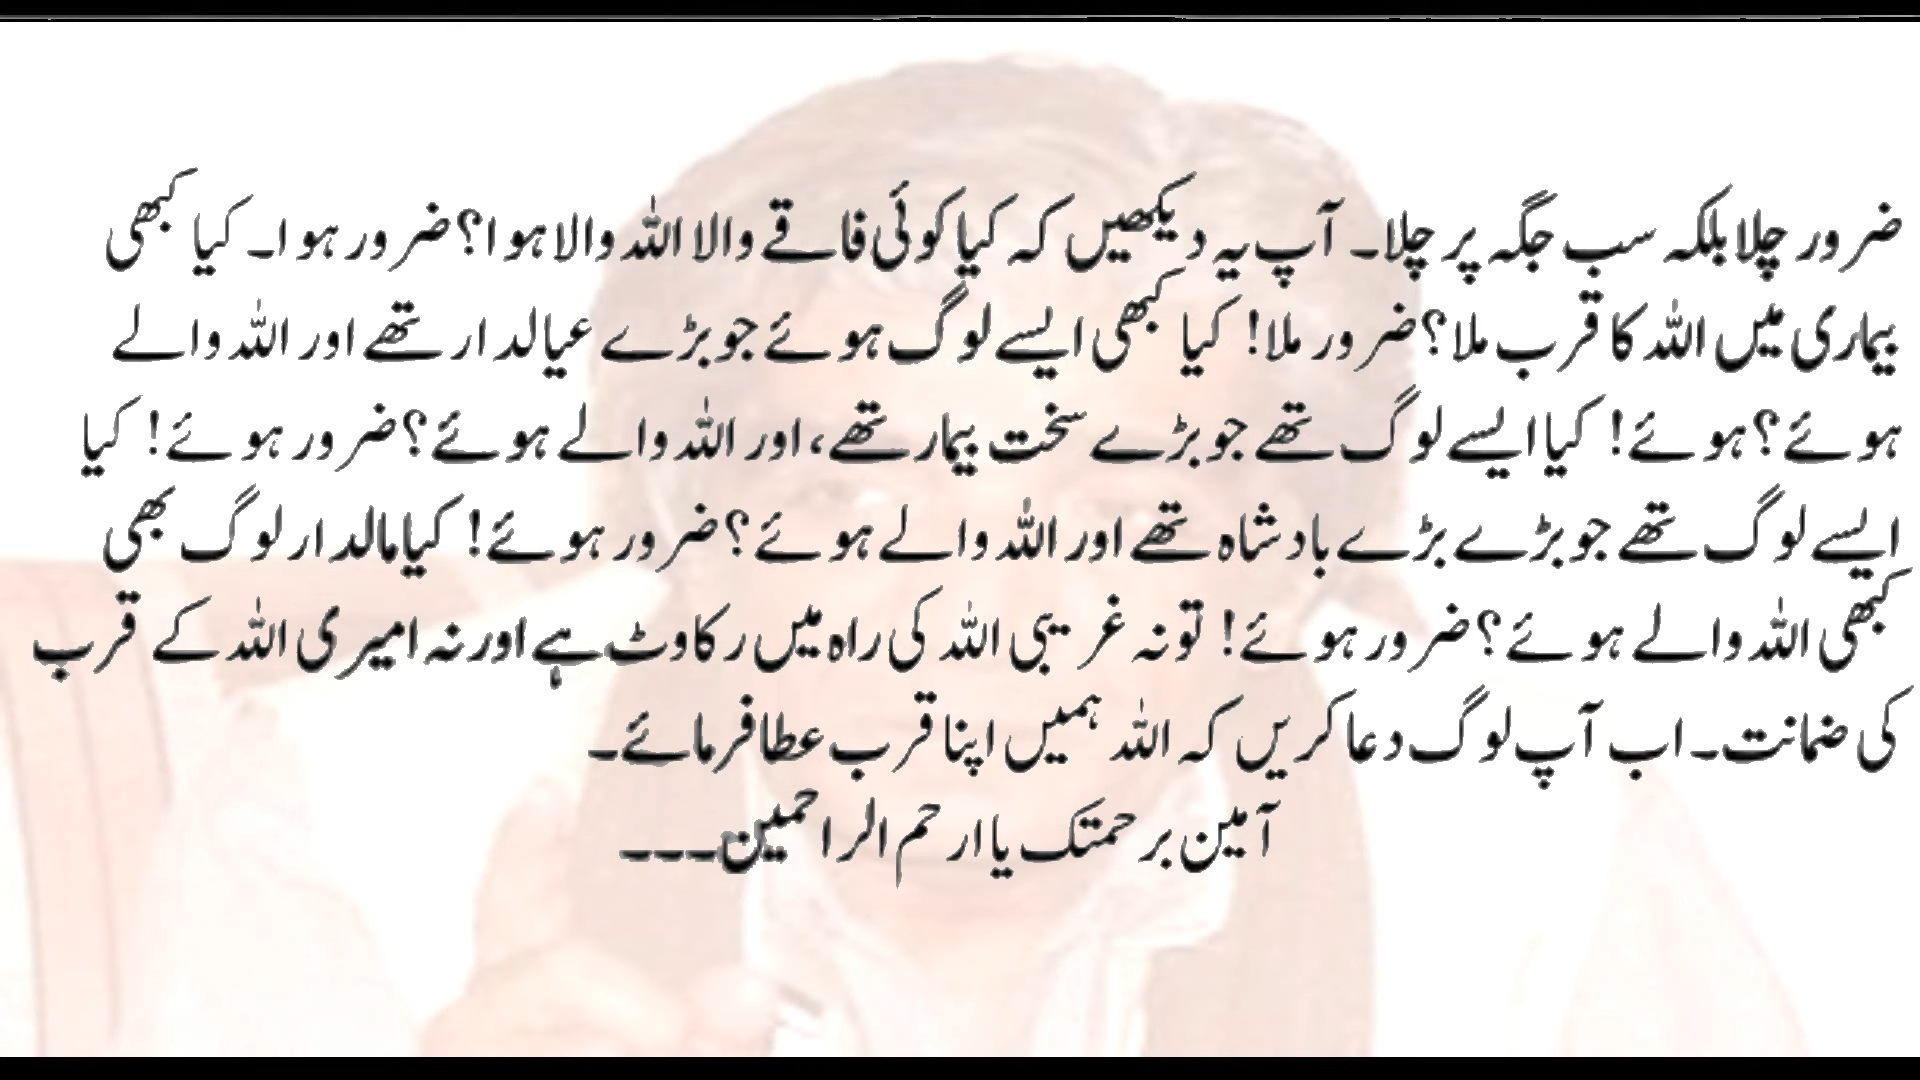 ضرور چلا بلکہ سب جگہ پر چلا۔ آپ یہ دیکھیں کہ کیا کوئی فاقے والا اللہ والا ہوا؟ ضرور ہوا۔ کیا کبھی
بیماری میں اللہ کا قرب ملا؟ ضرور ملا! کیا کبھی ایسے لوگ ہوئے جو بڑے عیالدار تھے اور اللہ والے
ہوئے؟ ہوئے! کیا ایسے لوگ تھے جو بڑے سخت بیمار تھے، اور اللہ والے ہوئے؟ ضرور ہوئے! کیا
ایسے لوگ تھے جو بڑے بڑے بادشاہ تھے اور اللہ والے ہوئے؟ ضرور ہوئے! کیا مالدار لوگ بھی
کبھی اللہ والے ہوئے؟ ضرور ہوئے! تو نہ غریبی اللہ کی راہ میں رکاوٹ ہے اور نہ امیری اللہ کے قرب
کی ضمانت۔ اب آپ لوگ دعا کریں کہ اللہ ہمیں اپنا قرب عطا فرمائے۔
آمین برحمتک یا ارحم الراحمین۔۔۔